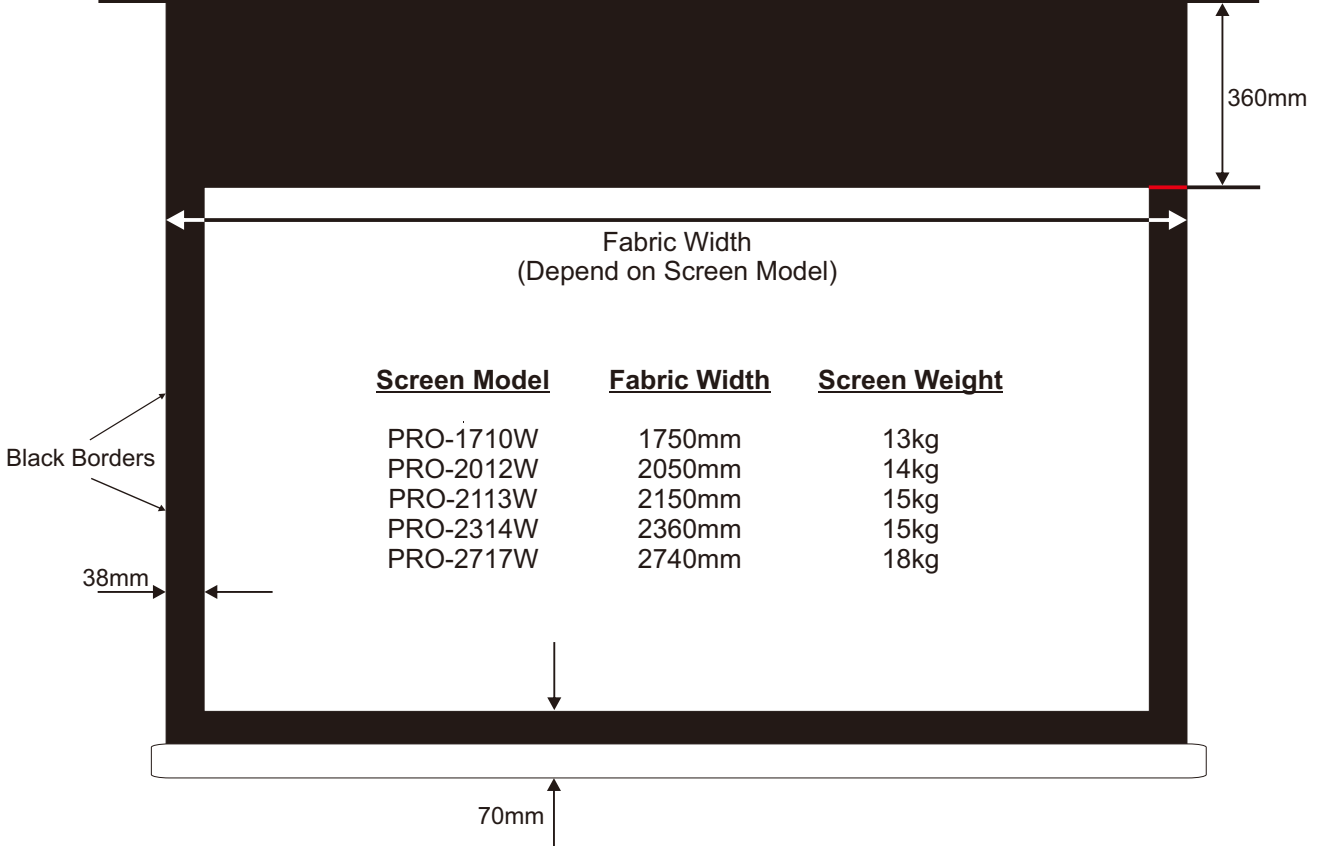 360mm
Fabric Width
(Depend on Screen Model)
Screen Model Fabric Width Screen Weight
PRO-1710W 1750mm 13kg
PRO-2012W 2050mm 14kg
PRO-2113W 2150mm 15kg
PRO-2314W 2360mm 15kg
PRO-2717W 2740mm 18kg
Black Borders
38mm
70mm